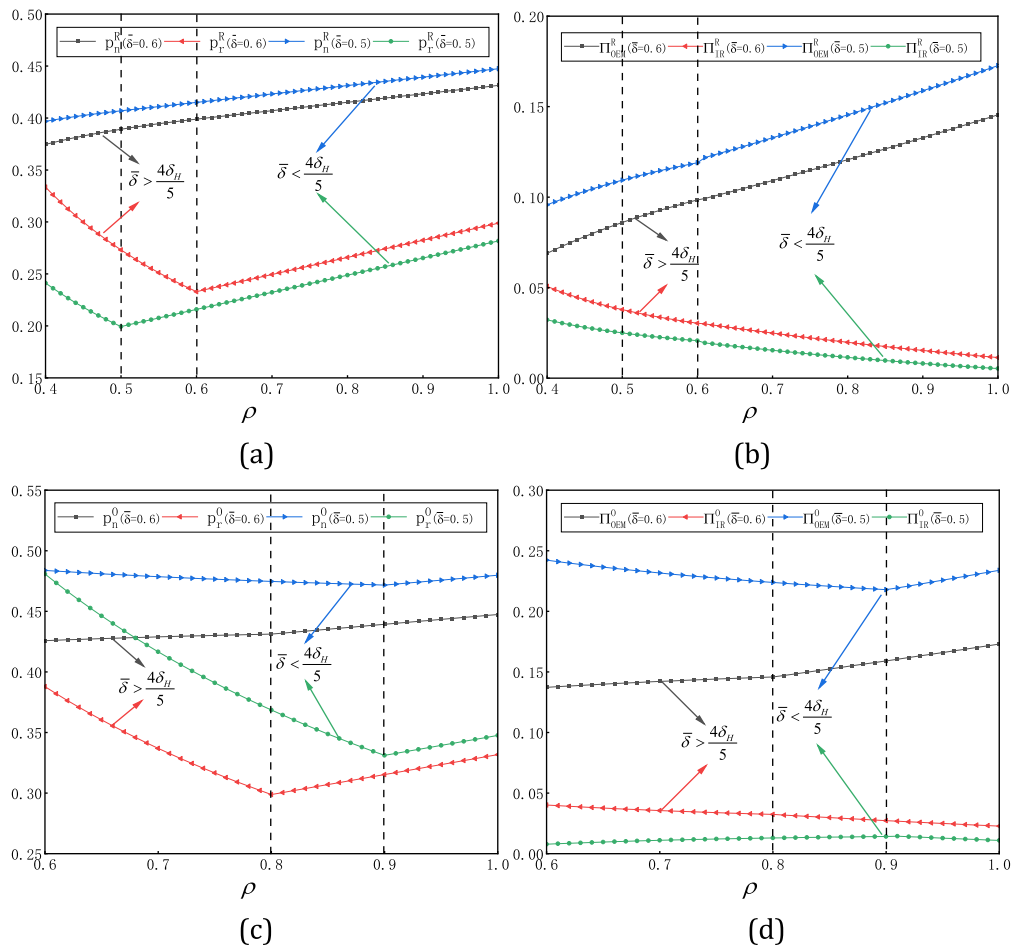 p_n^R(δ̄=0.6) p_r^R(δ̄=0.6) p_n^R(δ̄=0.5) p_r^R(δ̄=0.5)
0.50
0.45
0.40
0.35
0.30
0.25
0.20
0.15
δ̄ > 4δ_H/5
δ̄ < 4δ_H/5
0.4 0.5 0.6 0.7 0.8 0.9 1.0
ρ
(a)
Π_OEM^R(δ̄=0.6) Π_IR^R(δ̄=0.6) Π_OEM^R(δ̄=0.5) Π_IR^R(δ̄=0.5)
0.20
0.15
0.10
0.05
0.00
δ̄ > 4δ_H/5
δ̄ < 4δ_H/5
0.4 0.5 0.6 0.7 0.8 0.9 1.0
ρ
(b)
p_n^O(δ̄=0.6) p_r^O(δ̄=0.6) p_n^O(δ̄=0.5) p_r^O(δ̄=0.5)
0.55
0.50
0.45
0.40
0.35
0.30
0.25
δ̄ > 4δ_H/5
δ̄ < 4δ_H/5
0.6 0.7 0.8 0.9 1.0
ρ
(c)
Π_OEM^O(δ̄=0.6) Π_IR^O(δ̄=0.6) Π_OEM^O(δ̄=0.5) Π_IR^O(δ̄=0.5)
0.30
0.25
0.20
0.15
0.10
0.05
0.00
δ̄ > 4δ_H/5
δ̄ < 4δ_H/5
0.6 0.7 0.8 0.9 1.0
ρ
(d)